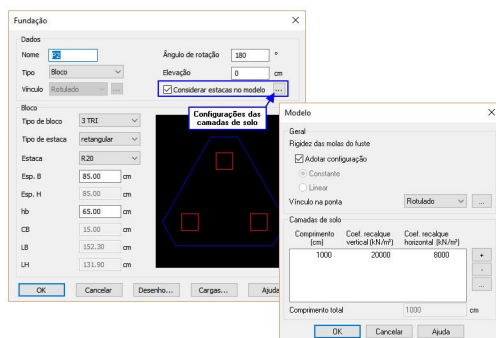 Fundação
Dados
Nome P2 Ângulo de rotação 180 °
Tipo Bloco Elevação 0 cm
Vínculo Rotulado ... Considerar estacas no modelo ...
Configurações das camadas de solo
Bloco
Tipo de bloco 3 TRI
Tipo de estaca retangular
Estaca R20
Esp. B 85.00 cm
Esp. H 85.00 cm
hb 65.00 cm
CB 15.00 cm
LB 152.30 cm
LH 131.90 cm
OK Cancelar Desenho... Cargas... Ajuda
Modelo
Geral
Rigidez das molas do fuste
Adotar configuração
Constante
Linear
Vínculo na ponta Rotulado ...
Camadas de solo
Comprimento (cm) Coef. recalque vertical (kN/m³) Coef. recalque horizontal (kN/m³)
1000 20000 8000
+
-
...
Comprimento total 1000 cm
OK Cancelar Ajuda